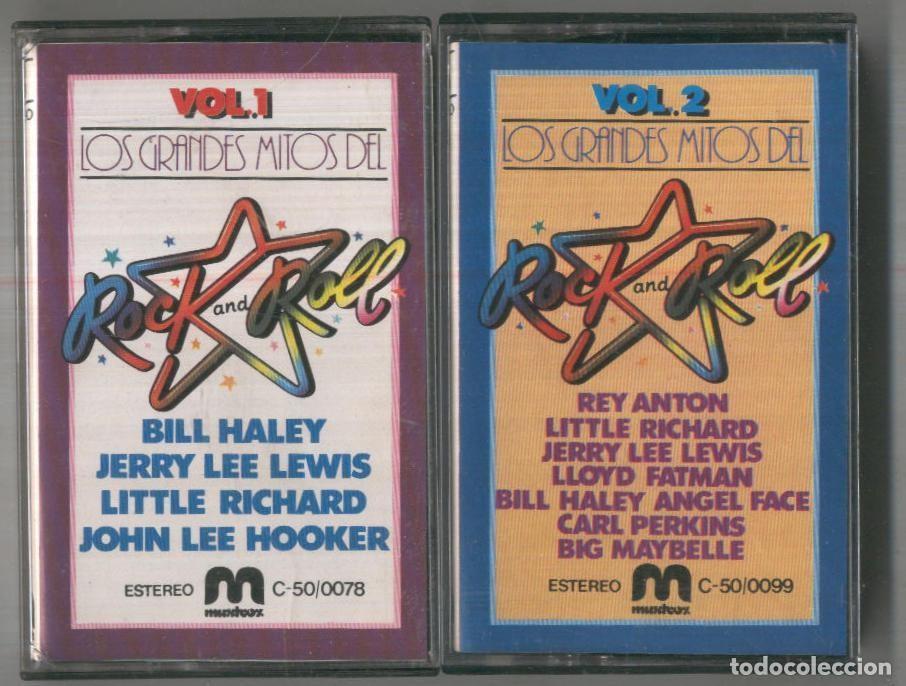 VOL.1
LOS GRANDES MITOS DEL
Rock and Roll
BILL HALEY
JERRY LEE LEWIS
LITTLE RICHARD
JOHN LEE HOOKER
ESTEREO
C-50/0078
VOL.2
LOS GRANDES MITOS DEL
Rock and Roll
REY ANTON
LITTLE RICHARD
JERRY LEE LEWIS
LLOYD FATMAN
BILL HALEY ANGEL FACE
CARL PERKINS
BIG MAYBELLE
ESTEREO
C-50/0099
todocoleccion